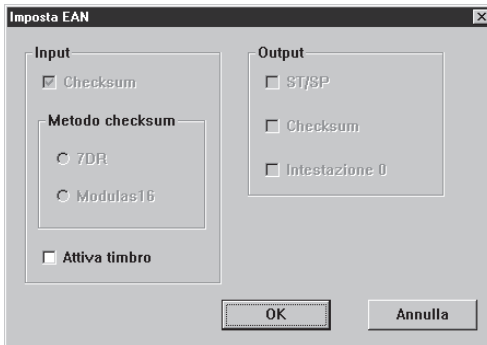 Imposta EAN
Input
Checksum
Metodo checksum
7DR
Modulas16
Attiva timbro
Output
ST/SP
Checksum
Intestazione 0
OK
Annulla